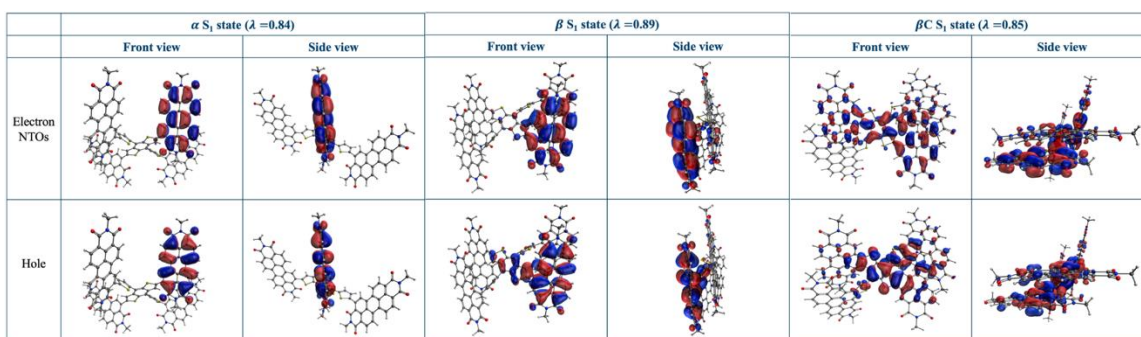 α S₁ state (λ =0.84)
β S₁ state (λ =0.89)
βC S₁ state (λ =0.85)
Front view
Side view
Front view
Side view
Front view
Side view
Electron
NTOs
Hole